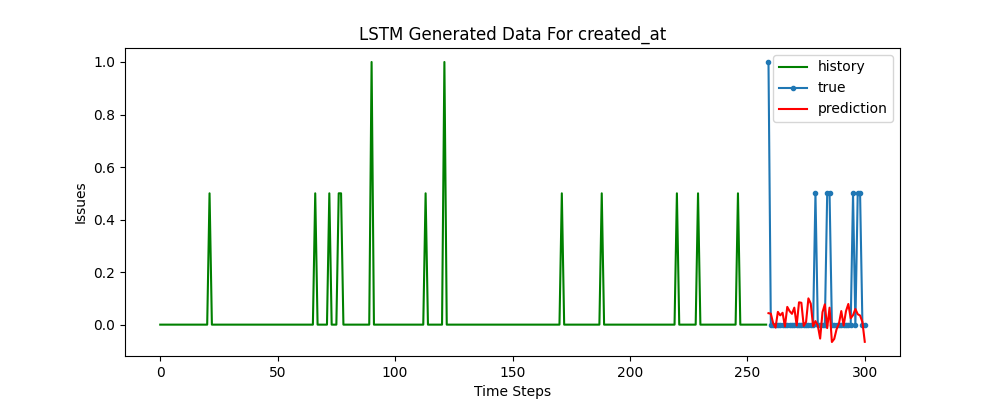 LSTM Generated Data For created_at
history
true
prediction
Issues
1.0
0.8
0.6
0.4
0.2
0.0
0 50 100 150 200 250 300
Time Steps